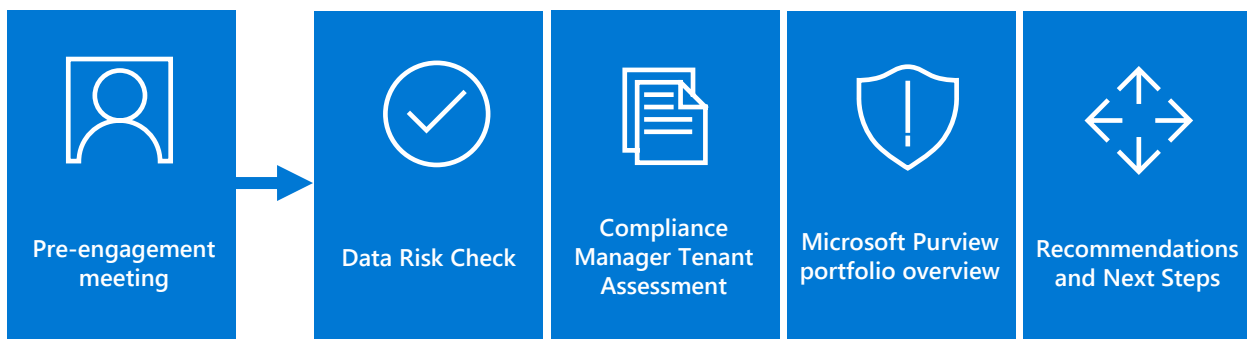 Pre-engagement
meeting
Data Risk Check
Compliance
Manager Tenant
Assessment
Microsoft Purview
portfolio overview
Recommendations
and Next Steps